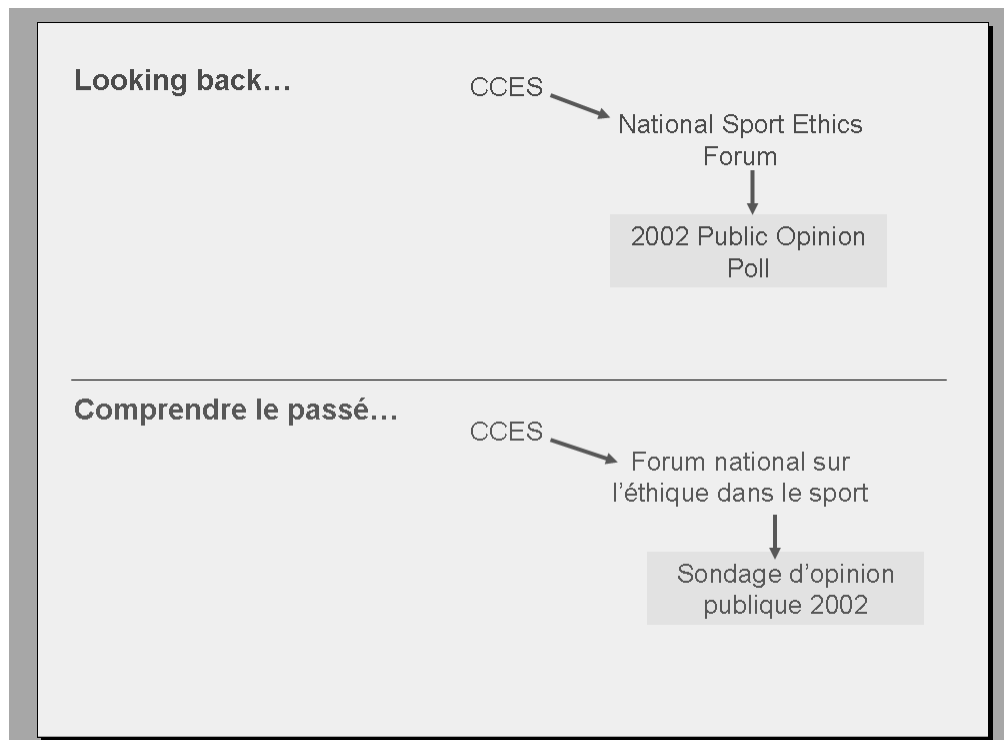 Looking back…
CCES
National Sport Ethics
Forum
2002 Public Opinion
Poll
Comprendre le passé…
CCES
Forum national sur
l’éthique dans le sport
Sondage d’opinion
publique 2002